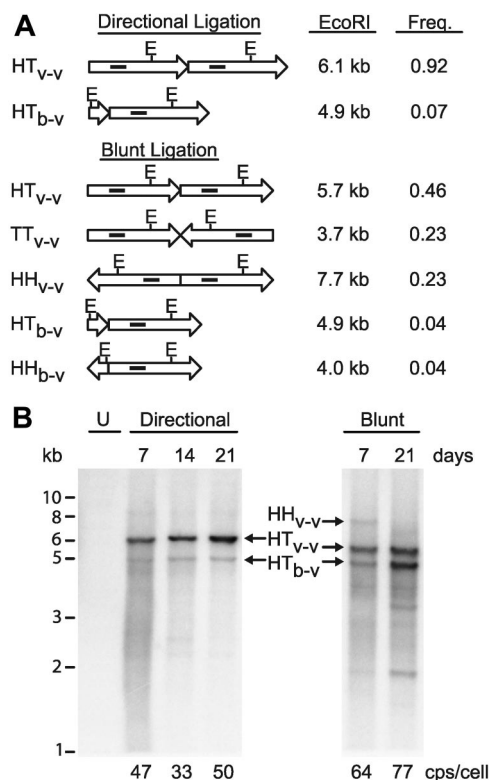 A
Directional Ligation EcoRI Freq.
E E
HTv-v 6.1 kb 0.92
E E
HTb-v 4.9 kb 0.07
Blunt Ligation
E E
HTv-v 5.7 kb 0.46
E E
TTv-v 3.7 kb 0.23
E E
HHv-v 7.7 kb 0.23
E E
HTb-v 4.9 kb 0.04
E E
HHb-v 4.0 kb 0.04
B
U Directional Blunt
kb 7 14 21 7 21 days
10
8
6
5
3
2
1
HHv-v
HTv-v
HTb-v
47 33 50 64 77 cps/cell